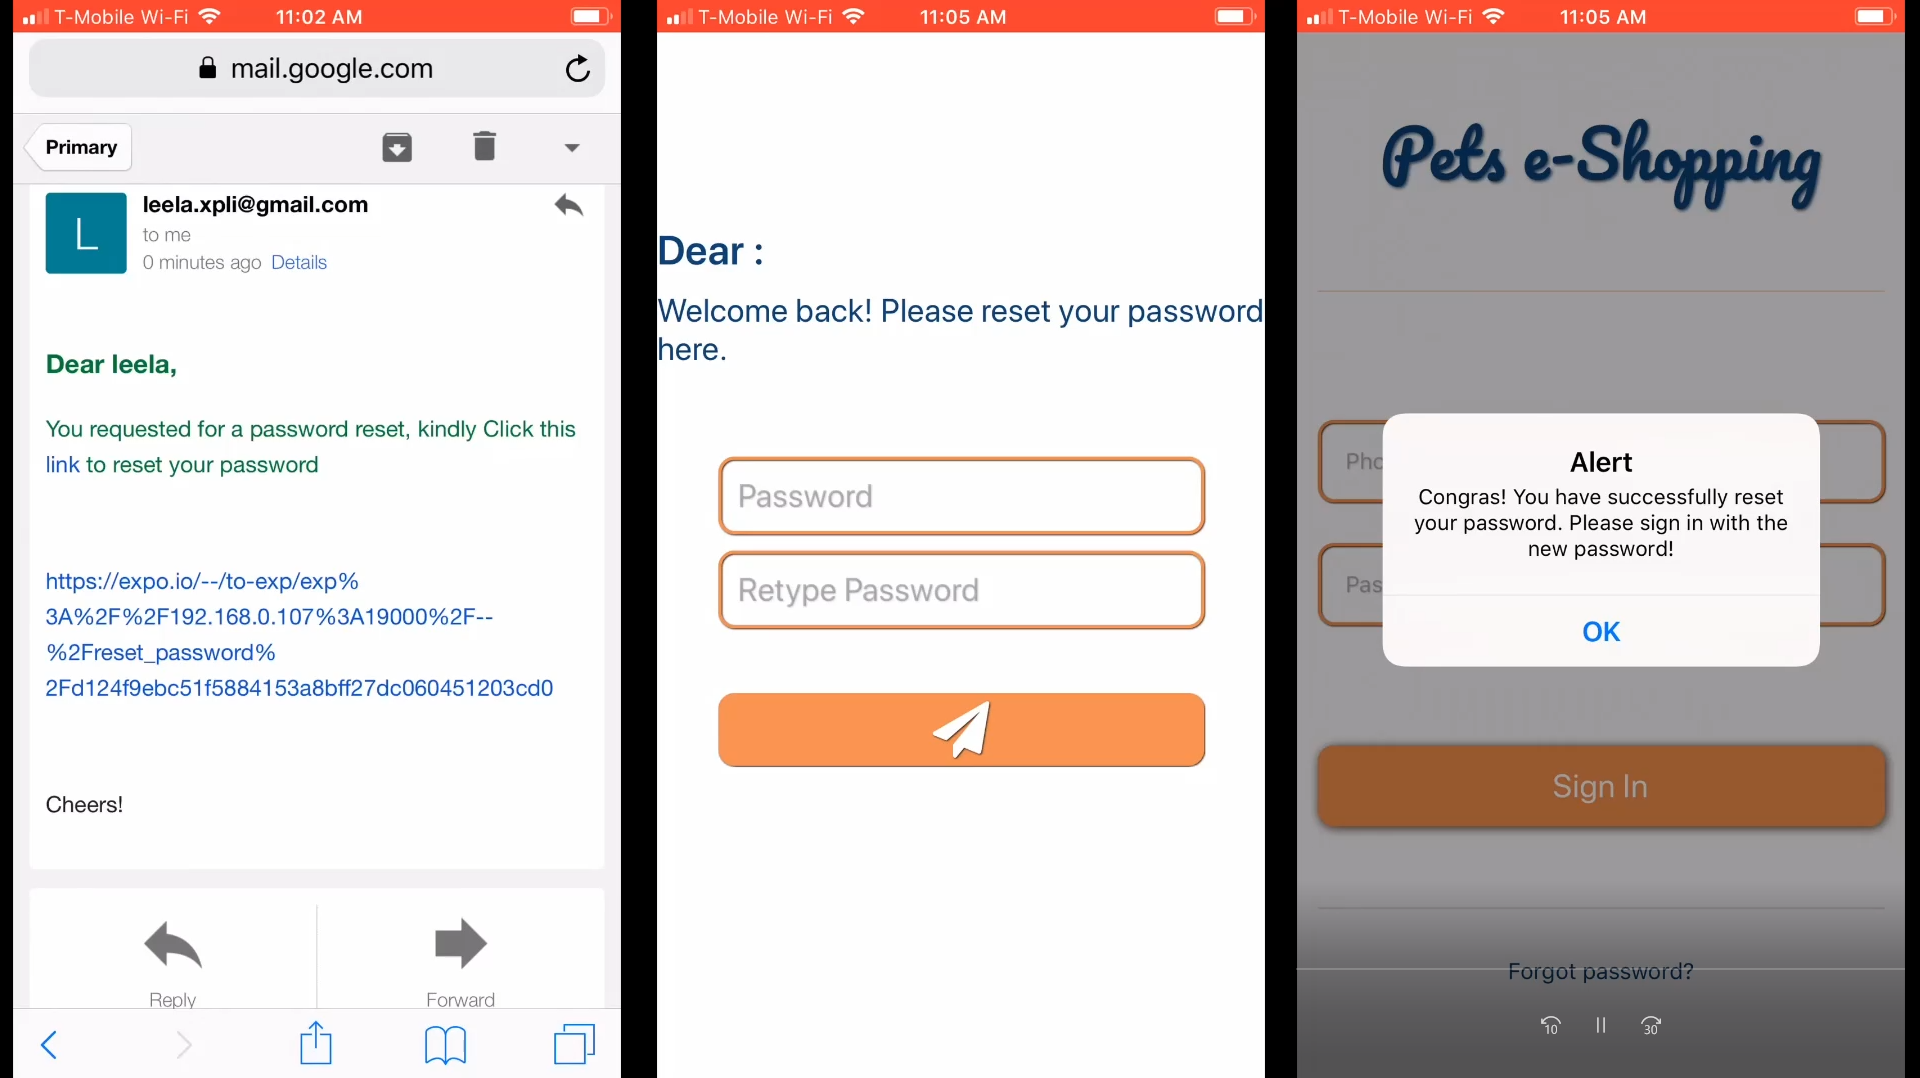 T-Mobile Wi-Fi 11:02 AM
mail.google.com
Primary
L
leela.xpli@gmail.com
to me
0 minutes ago Details
Dear leela,
You requested for a password reset, kindly Click this
link to reset your password
https://expo.io/--/to-exp/exp%
3A%2F%2F192.168.0.107%3A19000%2F--
%2Freset_password%
2Fd124f9ebc51f5884153a8bff27dc060451203cd0
Cheers!
Reply Forward
T-Mobile Wi-Fi 11:05 AM
Dear :
Welcome back! Please reset your password
here.
Password
Retype Password
T-Mobile Wi-Fi 11:05 AM
Pets e-Shopping
Pho
Alert
Congras! You have successfully reset
your password. Please sign in with the
new password!
Pas
OK
Sign In
Forgot password?
10 30